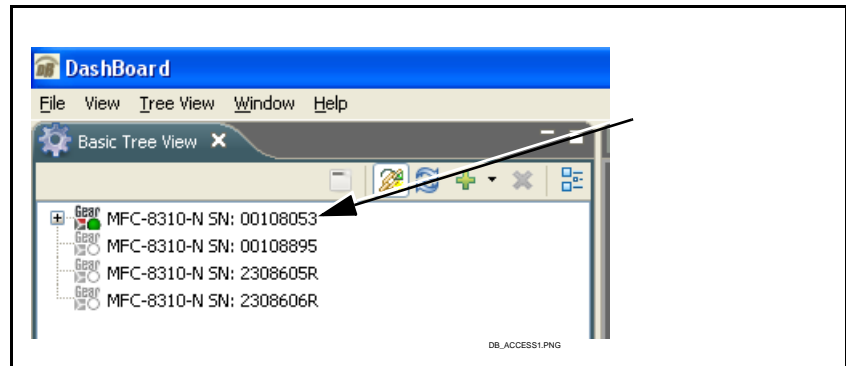 DashBoard
File View Tree View Window Help
Basic Tree View
Gear MFC-8310-N SN: 00108053
Gear MFC-8310-N SN: 00108895
Gear MFC-8310-N SN: 2308605R
Gear MFC-8310-N SN: 2308606R
DB_ACCESS1.PNG